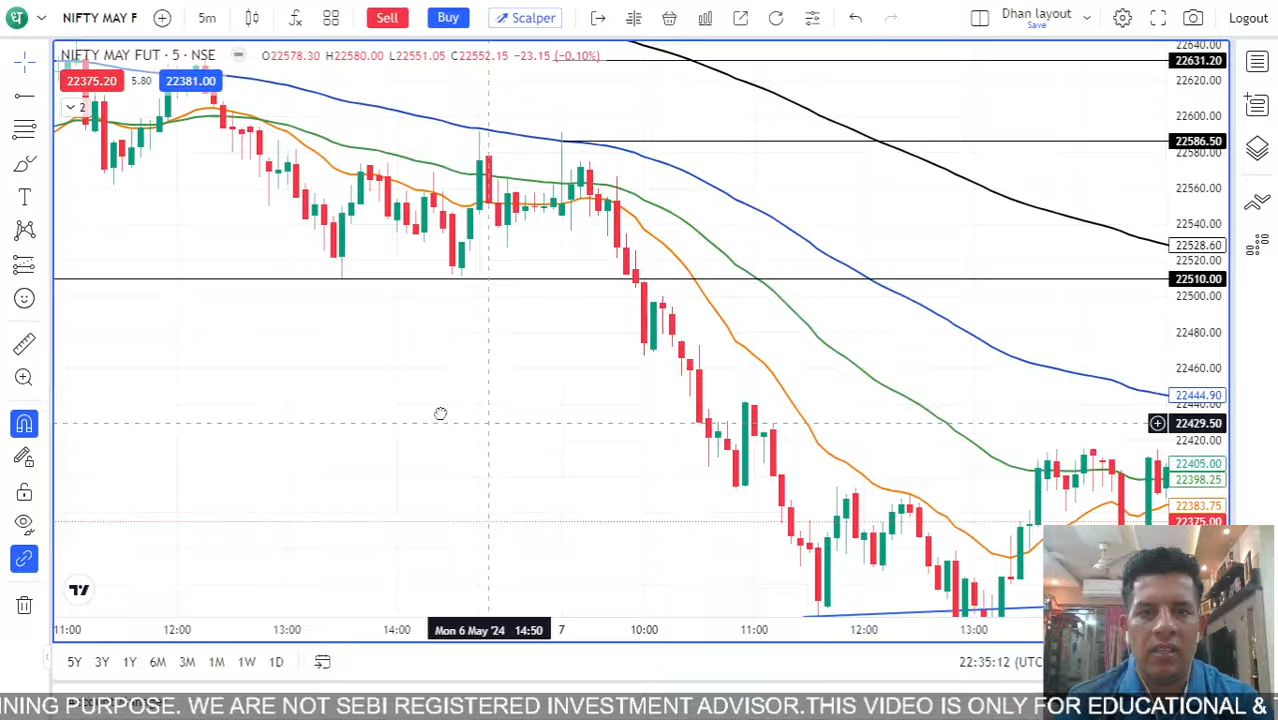 NIFTY MAY F
5m
Sell
Buy
Scalper
Dhan layout
Save
Logout
NIFTY MAY FUT · 5 · NSE
O22578.30 H22580.00 L22551.05 C22552.15 −23.15 (−0.10%)
22375.20
5.80
22381.00
2
22640.00
22631.20
22620.00
22600.00
22586.50
22580.00
22560.00
22540.00
22528.60
22520.00
22510.00
22500.00
22480.00
22460.00
22444.90
22440.00
22429.50
22420.00
22405.00
22398.25
22383.75
22375.00
11:00
12:00
13:00
14:00
Mon 6 May '24 14:50
7
10:00
11:00
12:00
13:00
5Y
3Y
1Y
6M
3M
1M
1W
1D
22:35:12 (UTC
NING PURPOSE. WE ARE NOT SEBI REGISTERED INVESTMENT ADVISOR.THIS VIDEO IS ONLY FOR EDUCATIONAL &